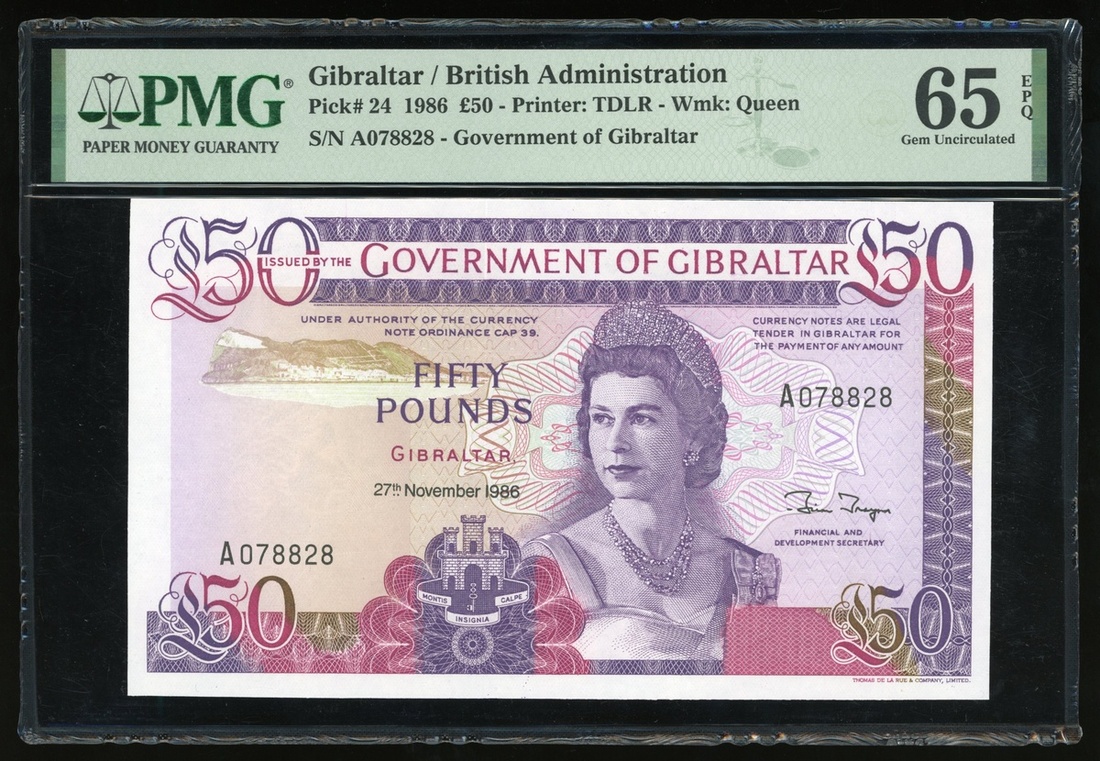 PMG®
PAPER MONEY GUARANTY
Gibraltar / British Administration
Pick# 24 1986 £50 - Printer: TDLR - Wmk: Queen
S/N A078828 - Government of Gibraltar
65
EPQ
Gem Uncirculated
£50
ISSUED BY THE GOVERNMENT OF GIBRALTAR
£50
UNDER AUTHORITY OF THE CURRENCY
NOTE ORDINANCE CAP 39.
CURRENCY NOTES ARE LEGAL
TENDER IN GIBRALTAR FOR
THE PAYMENT OF ANY AMOUNT
FIFTY
POUNDS
A078828
GIBRALTAR,
27th November 1986
FINANCIAL AND
DEVELOPMENT SECRETARY
A078828
MONTIS CALPE
INSIGNIA
£50
£50
THOMAS DE LA RUE & COMPANY, LIMITED.